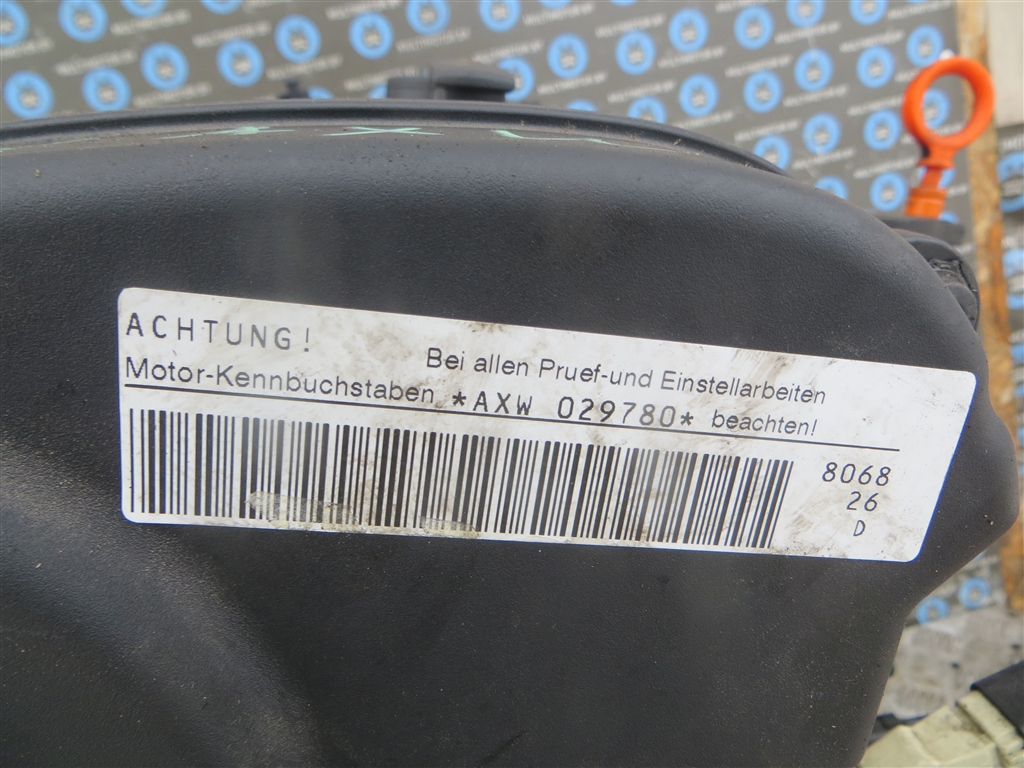 ACHTUNG!
Bei allen Pruef-und Einstellarbeiten
Motor-Kennbuchstaben *AXW 029780* beachten!
8068
26
D